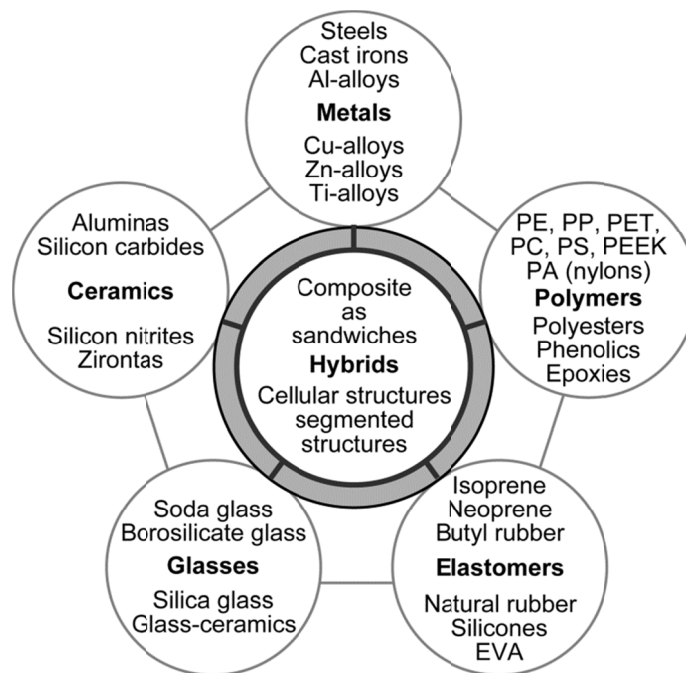 Steels
Cast irons
Al-alloys
Metals
Cu-alloys
Zn-alloys
Ti-alloys
Aluminas
Silicon carbides
Ceramics
Silicon nitrites
Zirontas
PE, PP, PET,
PC, PS, PEEK
PA (nylons)
Polymers
Polyesters
Phenolics
Epoxies
Composite
as
sandwiches
Hybrids
Cellular structures
segmented
structures
Soda glass
Borosilicate glass
Glasses
Silica glass
Glass-ceramics
Isoprene
Neoprene
Butyl rubber
Elastomers
Natural rubber
Silicones
EVA